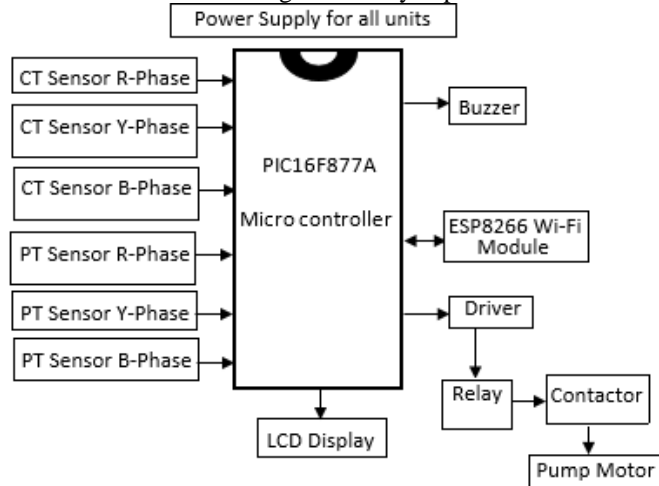 Power Supply for all units
CT Sensor R-Phase
CT Sensor Y-Phase
CT Sensor B-Phase
PT Sensor R-Phase
PT Sensor Y-Phase
PT Sensor B-Phase
PIC16F877A
Micro controller
Buzzer
ESP8266 Wi-Fi
Module
Driver
Relay
Contactor
Pump Motor
LCD Display